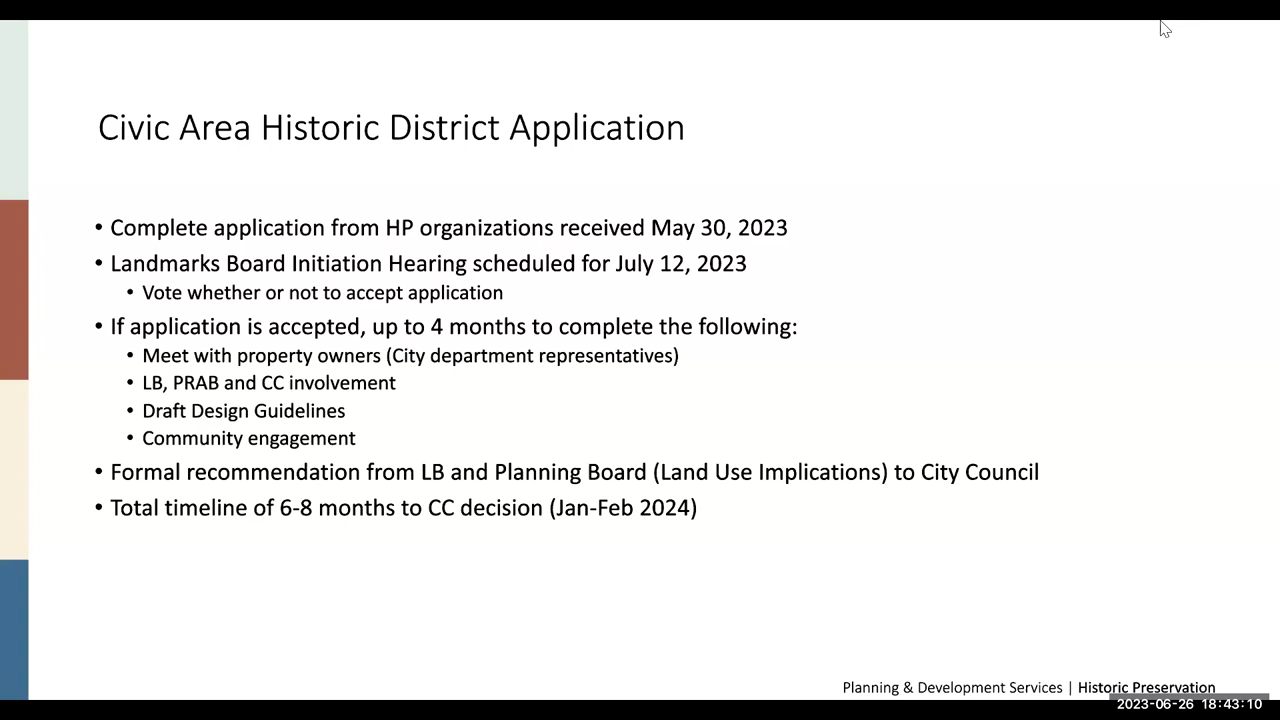 Civic Area Historic District Application
• Complete application from HP organizations received May 30, 2023
• Landmarks Board Initiation Hearing scheduled for July 12, 2023
• Vote whether or not to accept application
• If application is accepted, up to 4 months to complete the following:
• Meet with property owners (City department representatives)
• LB, PRAB and CC involvement
• Draft Design Guidelines
• Community engagement
• Formal recommendation from LB and Planning Board (Land Use Implications) to City Council
• Total timeline of 6-8 months to CC decision (Jan-Feb 2024)
Planning & Development Services | Historic Preservation
2023-06-26 18:43:10